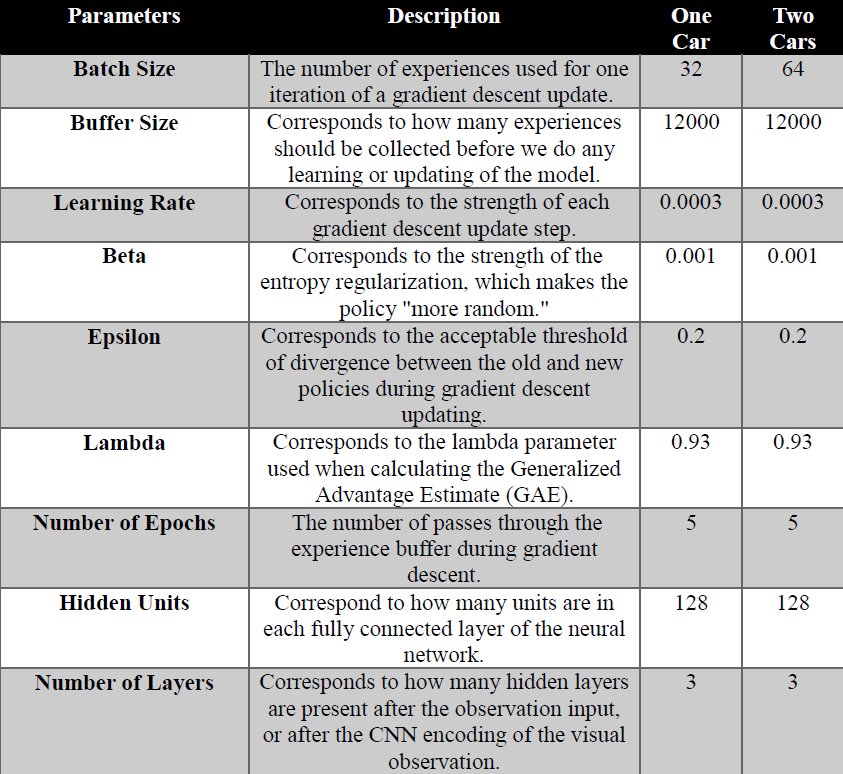 Parameters Description One Car Two Cars
Batch Size The number of experiences used for one 32 64
iteration of a gradient descent update.
Buffer Size Corresponds to how many experiences 12000 12000
should be collected before we do any
learning or updating of the model.
Learning Rate Corresponds to the strength of each 0.0003 0.0003
gradient descent update step.
Beta Corresponds to the strength of the 0.001 0.001
entropy regularization, which makes the
policy "more random."
Epsilon Corresponds to the acceptable threshold 0.2 0.2
of divergence between the old and new
policies during gradient descent
updating.
Lambda Corresponds to the lambda parameter 0.93 0.93
used when calculating the Generalized
Advantage Estimate (GAE).
Number of Epochs The number of passes through the 5 5
experience buffer during gradient
descent.
Hidden Units Correspond to how many units are in 128 128
each fully connected layer of the neural
network.
Number of Layers Corresponds to how many hidden layers 3 3
are present after the observation input,
or after the CNN encoding of the visual
observation.